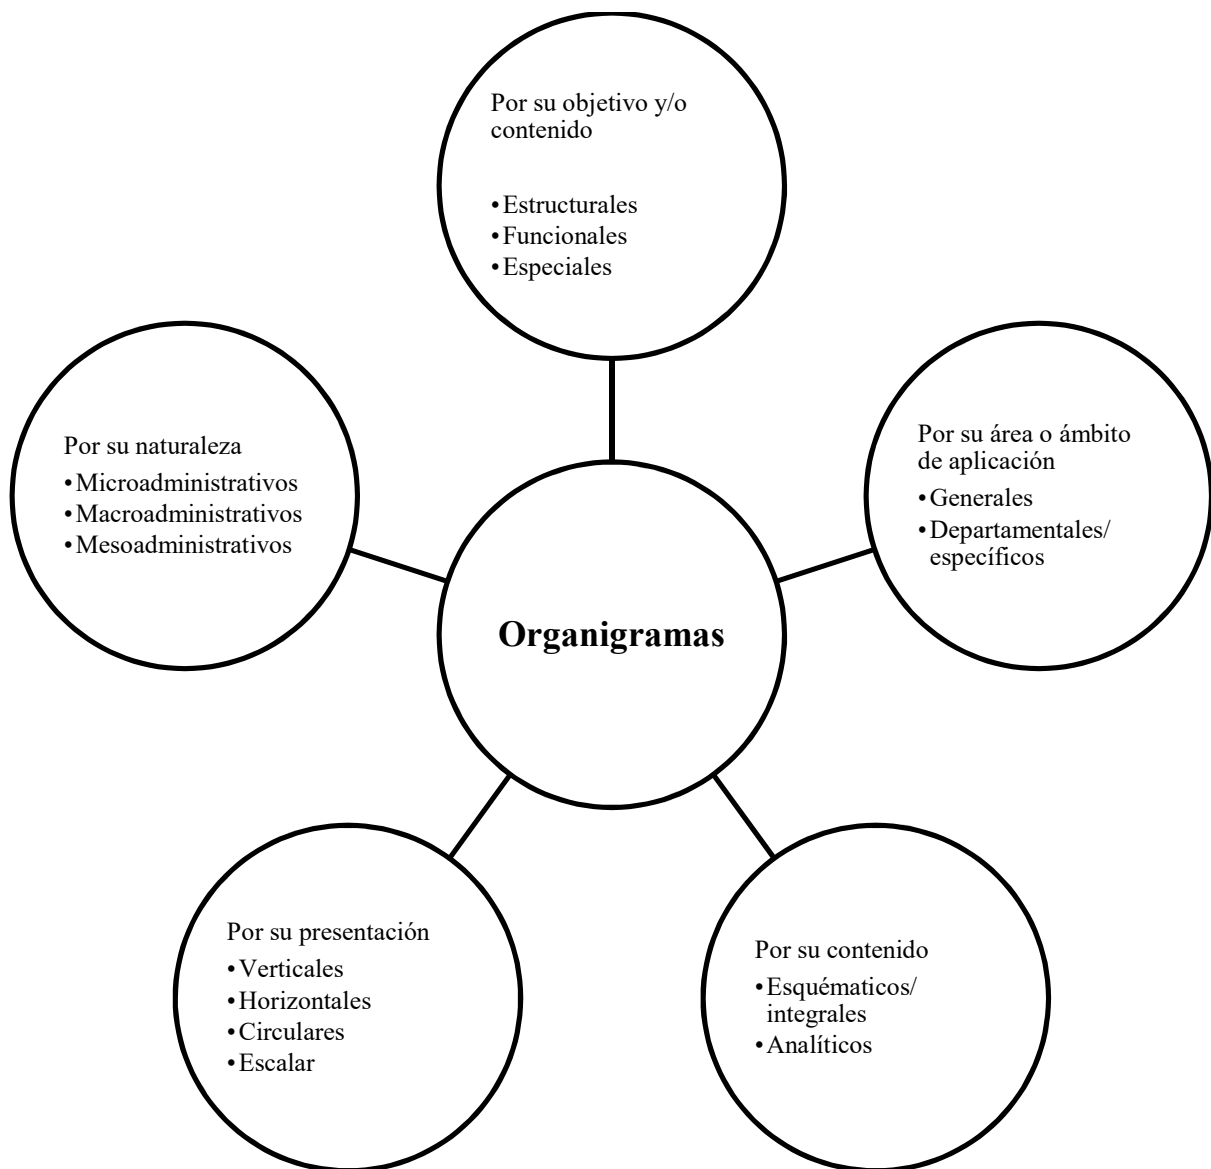 Por su objetivo y/o
contenido
•Estructurales
•Funcionales
•Especiales
Por su naturaleza
•Microadministrativos
•Macroadministrativos
•Mesoadministrativos
Por su área o ámbito
de aplicación
•Generales
•Departamentales/
específicos
Organigramas
Por su presentación
•Verticales
•Horizontales
•Circulares
•Escalar
Por su contenido
•Esquématicos/
integrales
•Analíticos